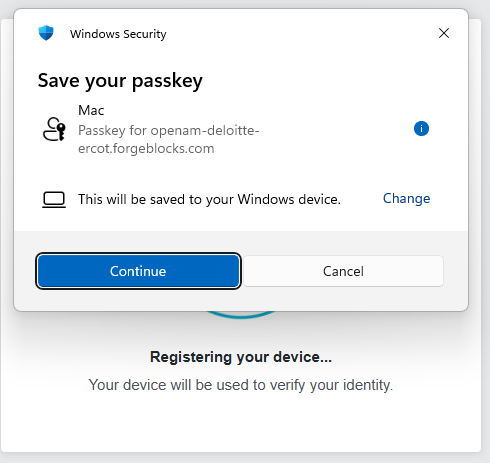 Windows Security
Save your passkey
Mac
Passkey for openam-deloitte-
ercot.forgeblocks.com
This will be saved to your Windows device.
Change
Continue
Cancel
Registering your device...
Your device will be used to verify your identity.